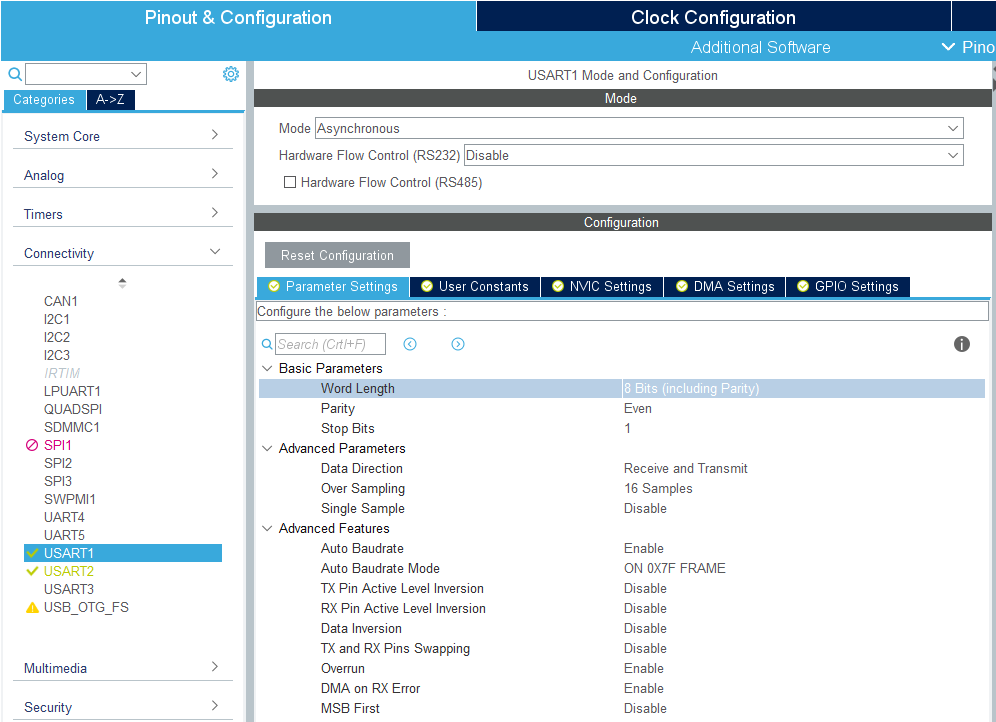 Pinout & Configuration
Clock Configuration
Additional Software
Pino
Categories
A->Z
System Core
Analog
Timers
Connectivity
CAN1
I2C1
I2C2
I2C3
IRTIM
LPUART1
QUADSPI
SDMMC1
SPI1
SPI2
SPI3
SWPMI1
UART4
UART5
USART1
USART2
USART3
USB_OTG_FS
Multimedia
Security
USART1 Mode and Configuration
Mode
Mode Asynchronous
Hardware Flow Control (RS232) Disable
Hardware Flow Control (RS485)
Configuration
Reset Configuration
Parameter Settings
User Constants
NVIC Settings
DMA Settings
GPIO Settings
Configure the below parameters :
Search (Crtl+F)
Basic Parameters
Word Length 8 Bits (including Parity)
Parity Even
Stop Bits 1
Advanced Parameters
Data Direction Receive and Transmit
Over Sampling 16 Samples
Single Sample Disable
Advanced Features
Auto Baudrate Enable
Auto Baudrate Mode ON 0X7F FRAME
TX Pin Active Level Inversion Disable
RX Pin Active Level Inversion Disable
Data Inversion Disable
TX and RX Pins Swapping Disable
Overrun Enable
DMA on RX Error Enable
MSB First Disable